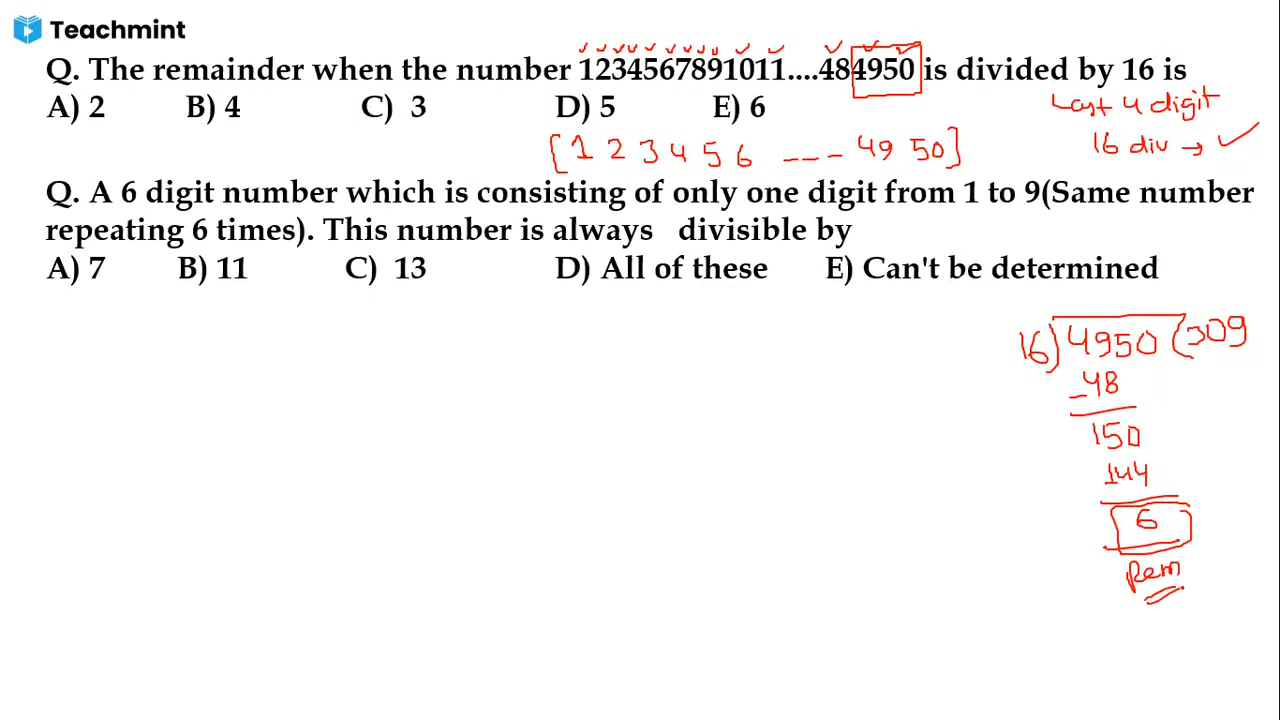 Teachmint
Q. The remainder when the number 1234567891011....484950 is divided by 16 is
A) 2 B) 4 C) 3 D) 5 E) 6
Last 4 digit
[1 2 3 4 5 6 --- 49 50]
16 div → ✓
Q. A 6 digit number which is consisting of only one digit from 1 to 9(Same number
repeating 6 times). This number is always divisible by
A) 7 B) 11 C) 13 D) All of these E) Can't be determined
16)4950(309
-48
150
144
6
Rem